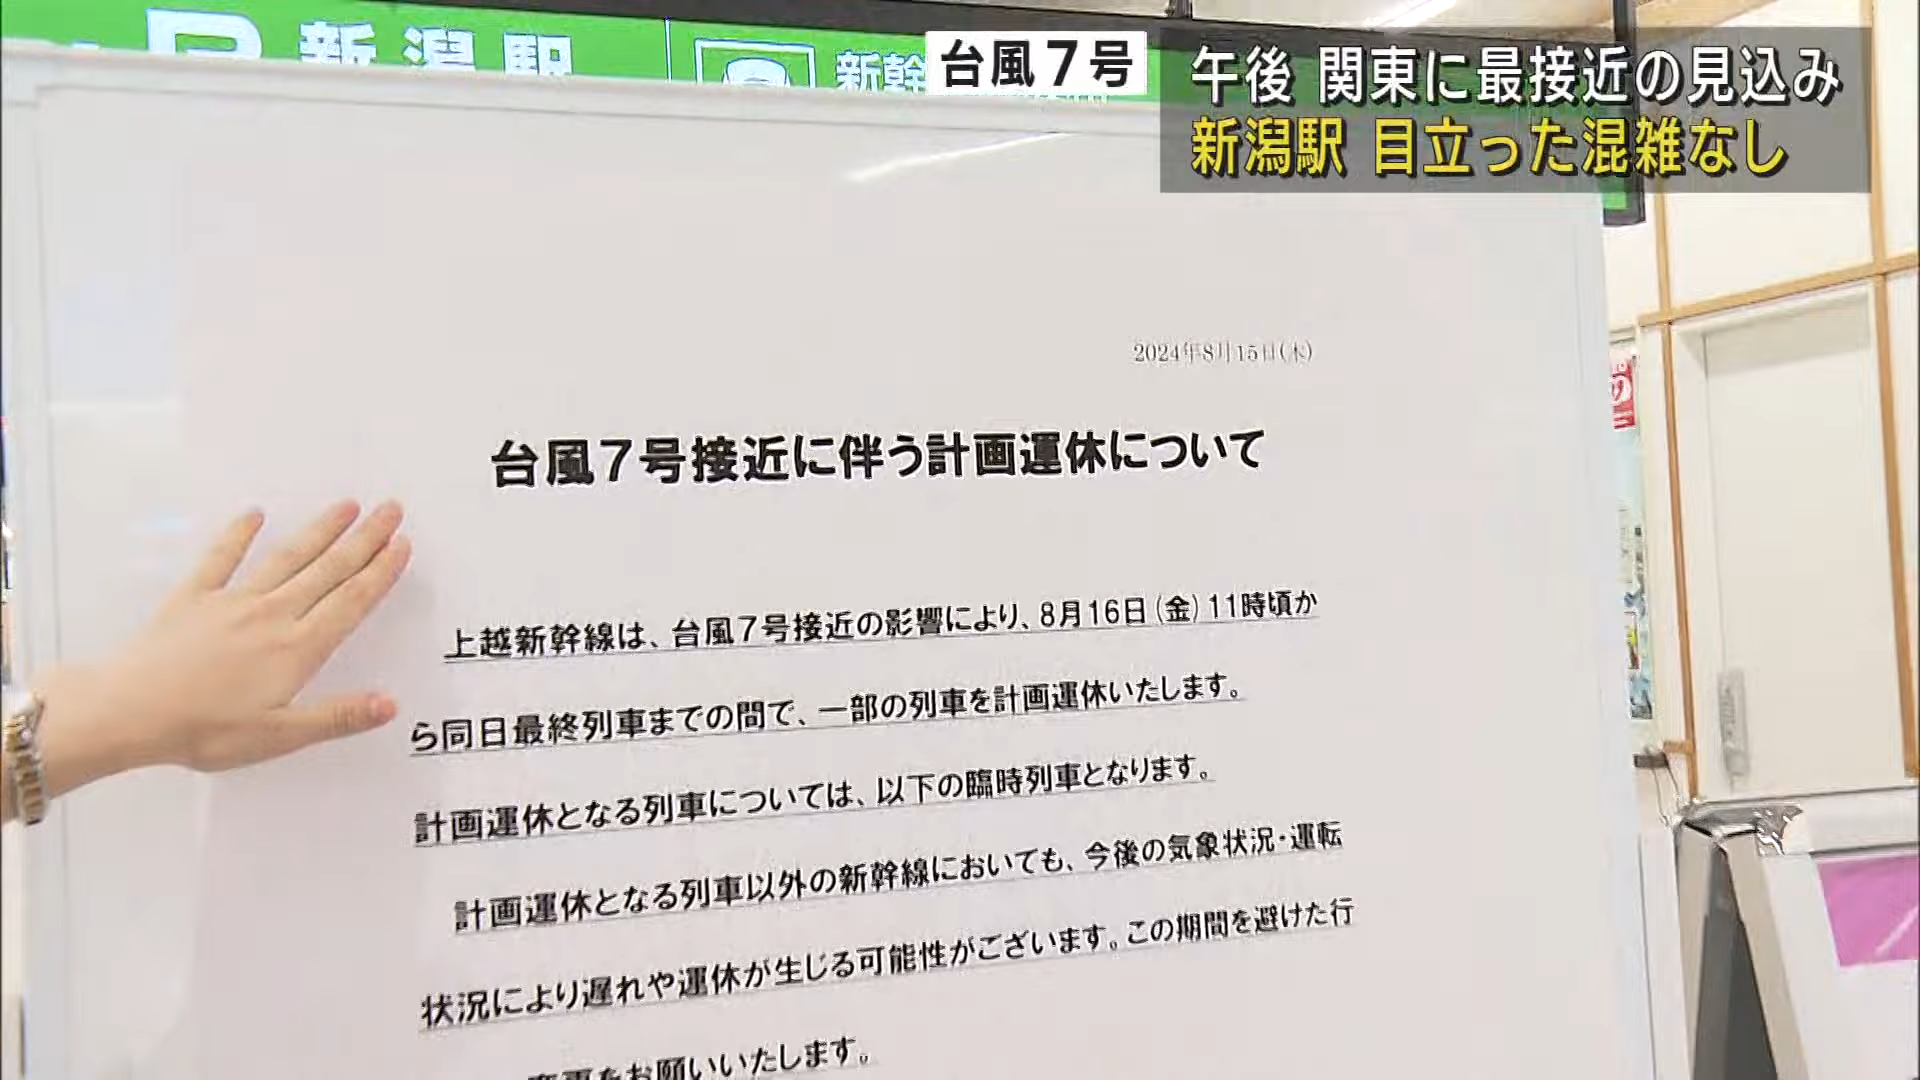 新潟駅
新幹
台風7号
午後 関東に最接近の見込み
新潟駅 目立った混雑なし
2024年8月15日(木)
台風7号接近に伴う計画運休について
上越新幹線は、台風7号接近の影響により、8月16日(金)11時頃か
ら同日最終列車までの間で、一部の列車を計画運休いたします。
計画運休となる列車については、以下の臨時列車となります。
計画運休となる列車以外の新幹線においても、今後の気象状況・運転
状況により遅れや運休が生じる可能性がございます。この期間を避けた行
変更をお願いいたします。